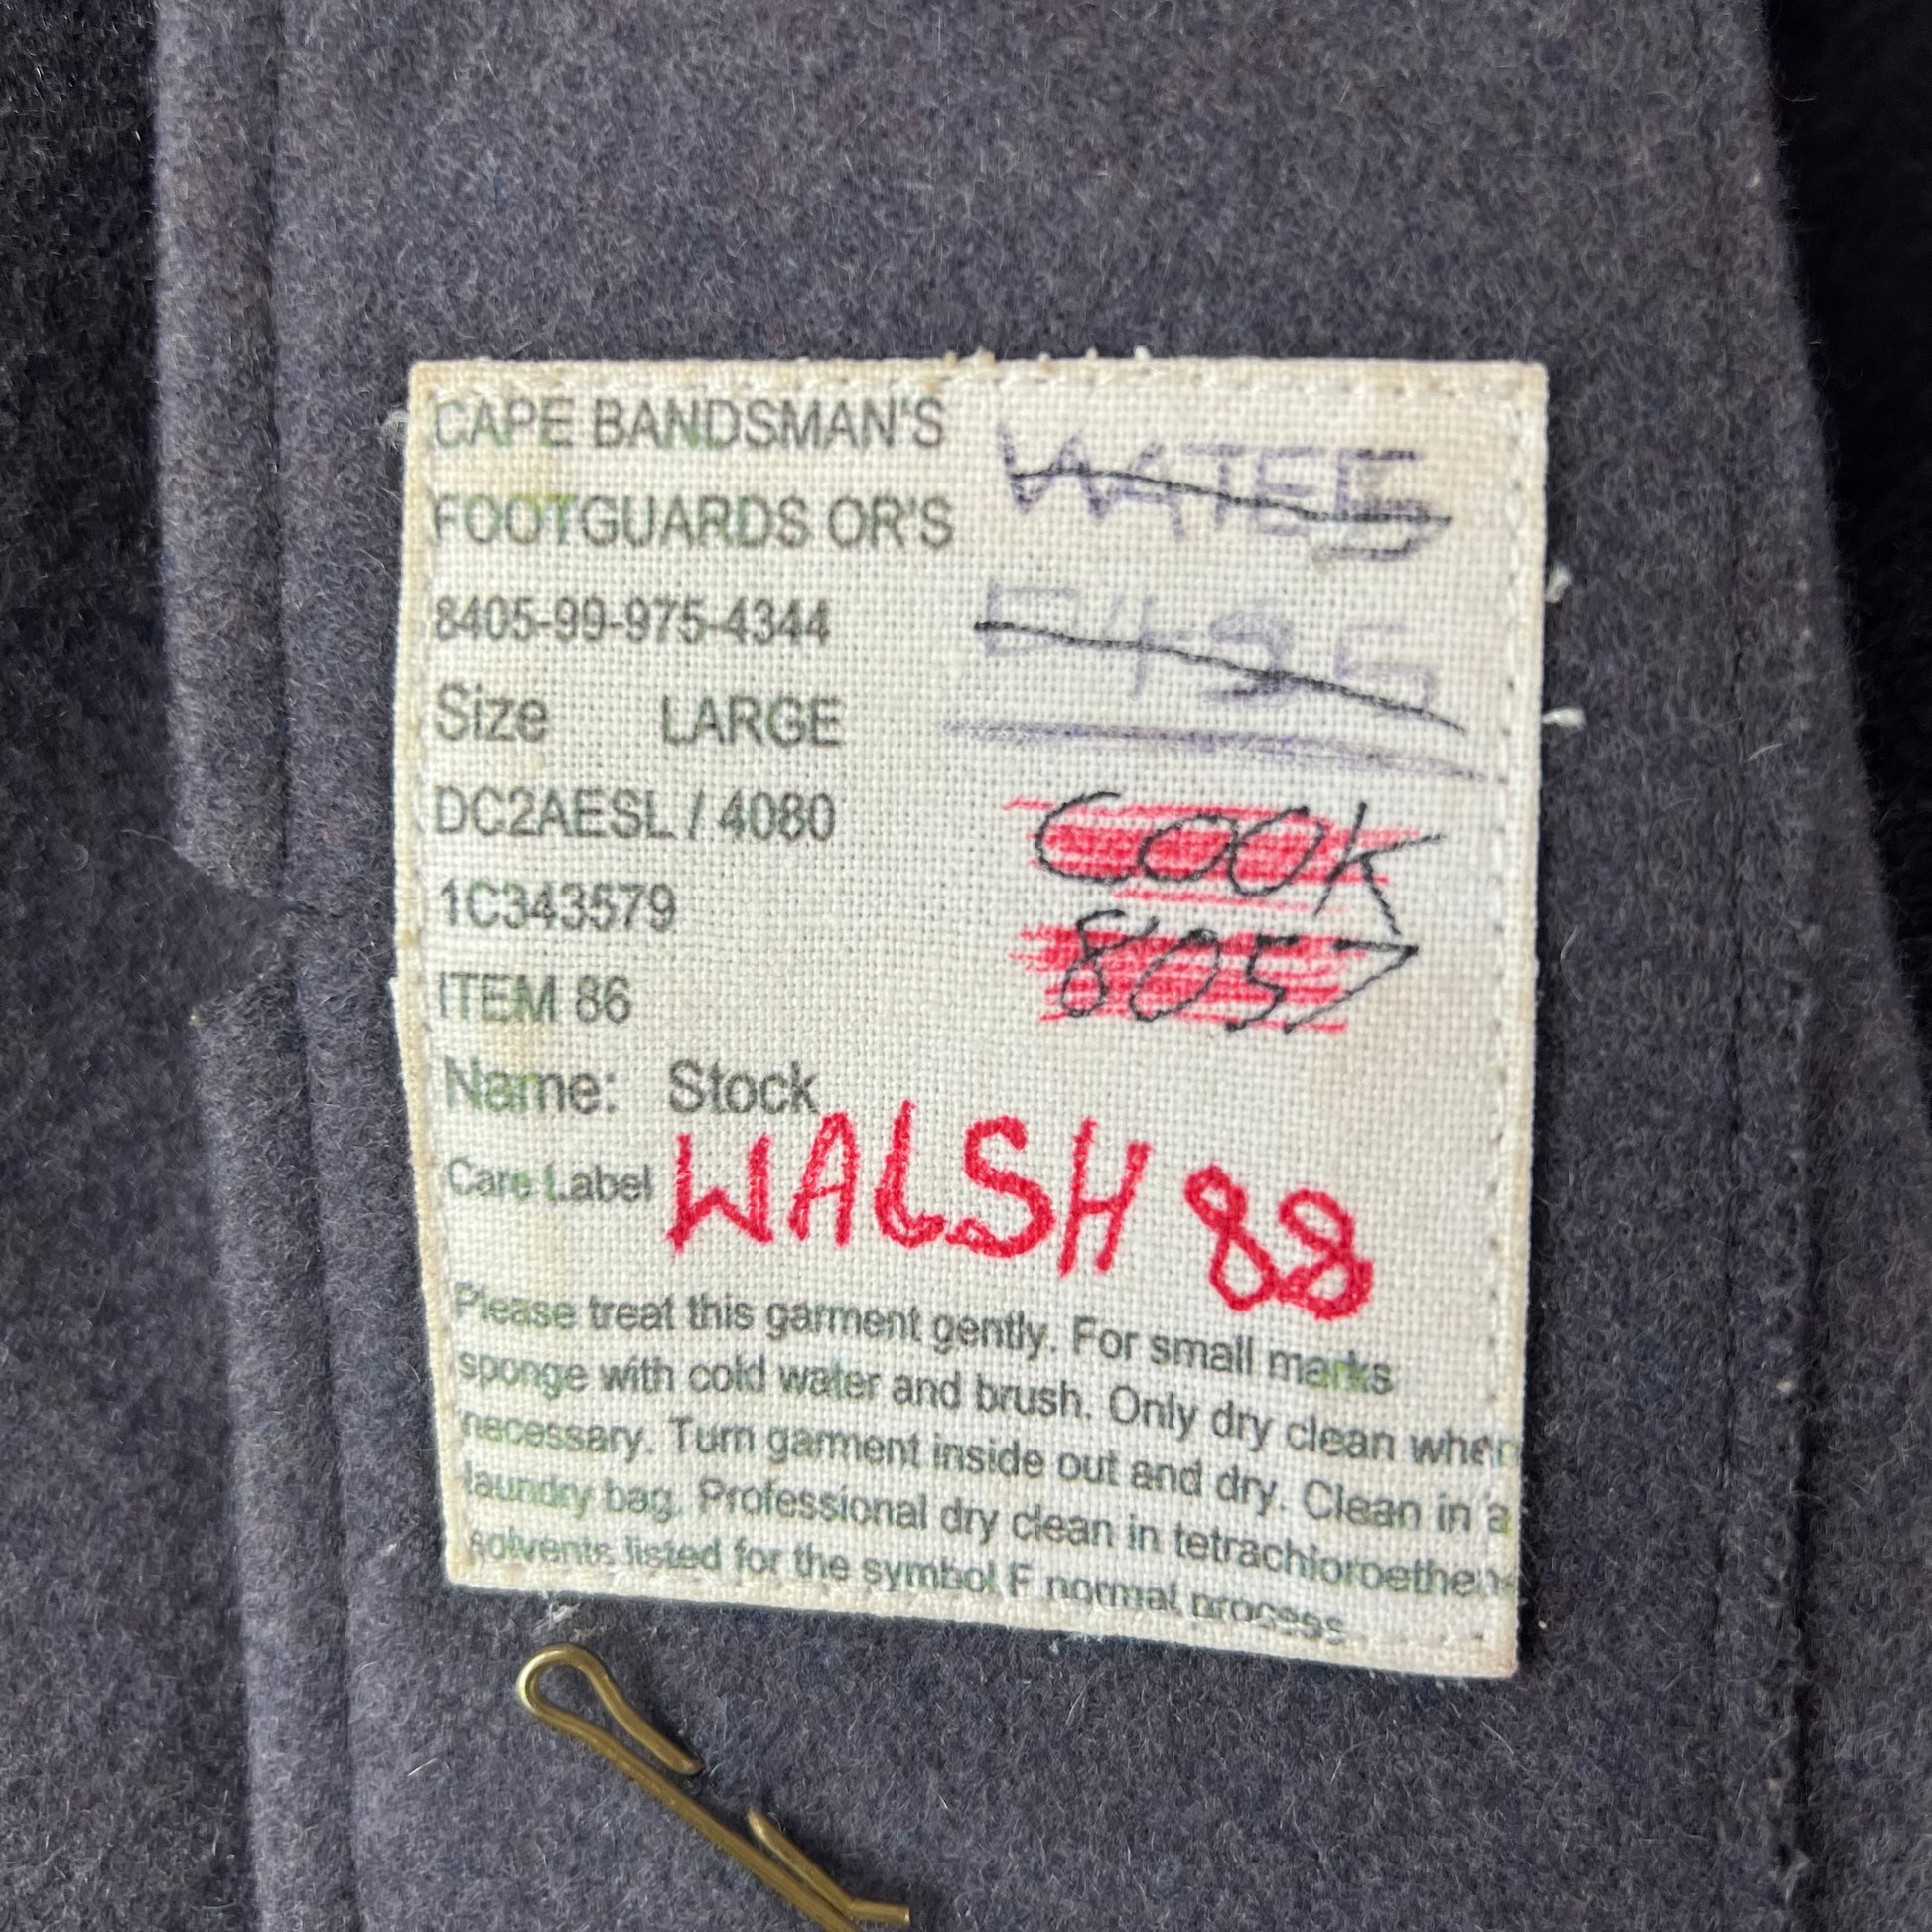 CAPE BANDSMAN'S
FOOTGUARDS OR'S
8405-99-975-4344
Size LARGE
DC2AESL / 4080
1C343579
ITEM 86
Name: Stock
Care Label
COOK
8057
WALSH 88
Please treat this garment gently. For small marks
sponge with cold water and brush. Only dry clean when
necessary. Turn garment inside out and dry. Clean in a
laundry bag. Professional dry clean in tetrachloroethen
solvents listed for the symbol F normal process